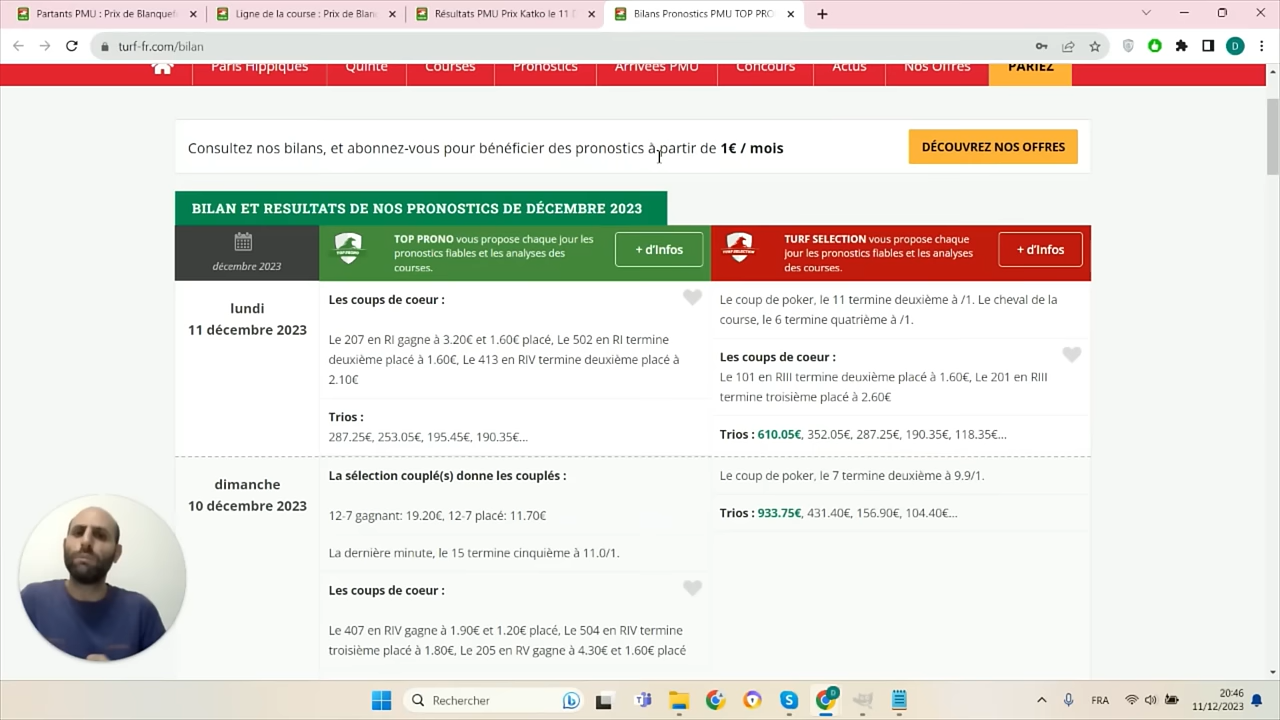 Partants PMU : Prix de Blanquef
Ligne de la course : Prix de Blan
Résultats PMU Prix Katko le 11 D
Bilans Pronostics PMU TOP PRO
turf-fr.com/bilan
D
Paris Hippiques
Quinté
Courses
Pronostics
Arrivées PMU
Concours
Actus
Nos Offres
PARIEZ
Consultez nos bilans, et abonnez-vous pour bénéficier des pronostics à partir de 1€ / mois
DÉCOUVREZ NOS OFFRES
BILAN ET RESULTATS DE NOS PRONOSTICS DE DÉCEMBRE 2023
décembre 2023
TOP PRONO
TOP PRONO vous propose chaque jour les
pronostics fiables et les analyses des
courses.
+ d'Infos
TURF SELECTION
TURF SELECTION vous propose chaque
jour les pronostics fiables et les analyses
des courses.
+ d'Infos
lundi
11 décembre 2023
Les coups de coeur :
Le 207 en RI gagne à 3.20€ et 1.60€ placé, Le 502 en RI termine
deuxième placé à 1.60€, Le 413 en RIV termine deuxième placé à
2.10€
Trios :
287.25€, 253.05€, 195.45€, 190.35€...
Le coup de poker, le 11 termine deuxième à /1. Le cheval de la
course, le 6 termine quatrième à /1.
Les coups de coeur :
Le 101 en RIII termine deuxième placé à 1.60€, Le 201 en RIII
termine troisième placé à 2.60€
Trios : 610.05€, 352.05€, 287.25€, 190.35€, 118.35€...
dimanche
10 décembre 2023
La sélection couplé(s) donne les couplés :
12-7 gagnant: 19.20€, 12-7 placé: 11.70€
La dernière minute, le 15 termine cinquième à 11.0/1.
Les coups de coeur :
Le 407 en RIV gagne à 1.90€ et 1.20€ placé, Le 504 en RIV termine
troisième placé à 1.80€, Le 205 en RV gagne à 4.30€ et 1.60€ placé
Le coup de poker, le 7 termine deuxième à 9.9/1.
Trios : 933.75€, 431.40€, 156.90€, 104.40€...
Rechercher
FRA
20:46
11/12/2023